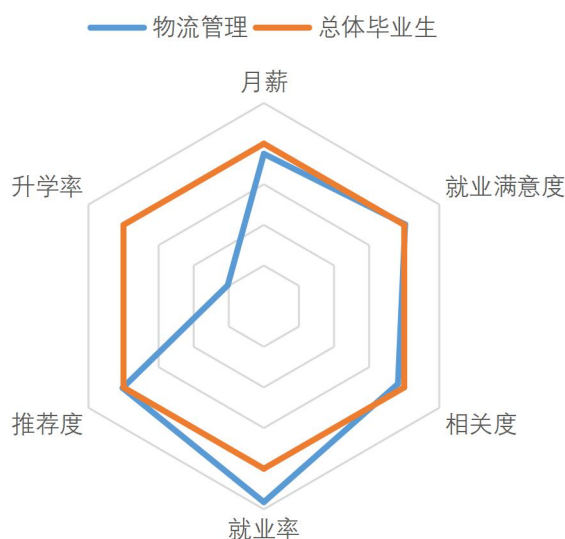 物流管理 总体毕业生
月薪
升学率 就业满意度
推荐度 相关度
就业率